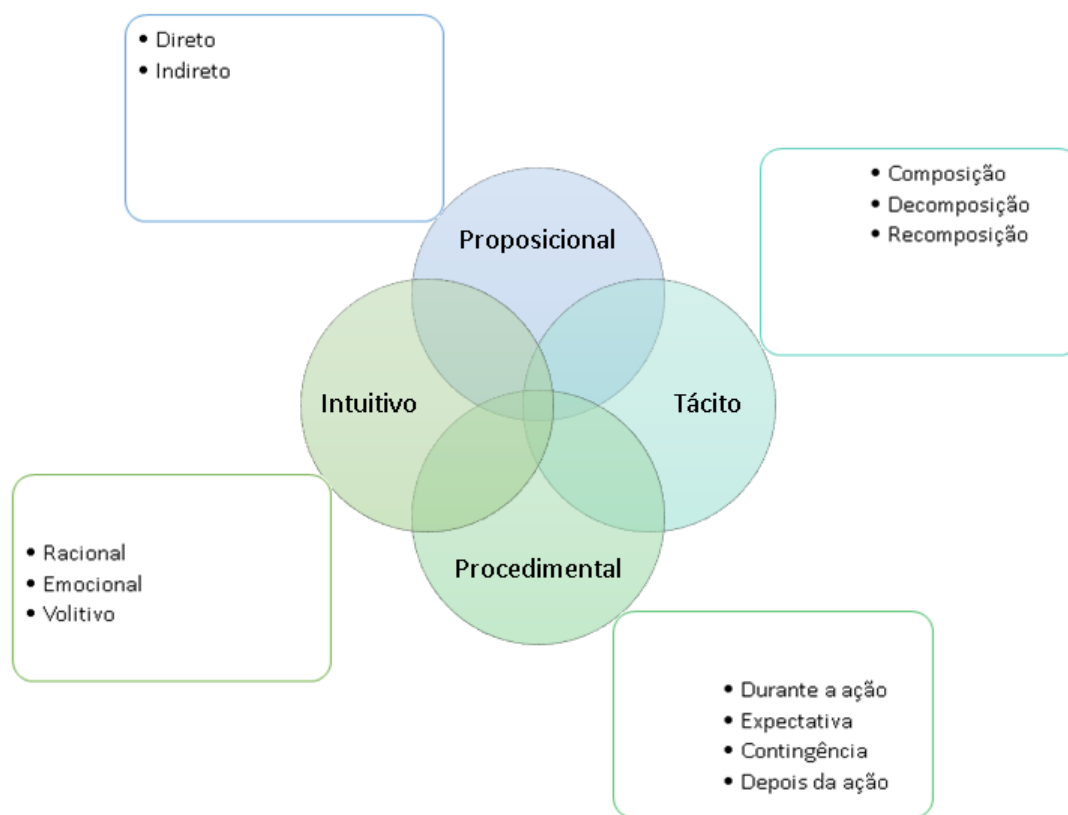 • Direto
• Indireto
• Composição
• Decomposição
• Recomposição
Proposicional
Intuitivo
Tácito
• Racional
• Emocional
• Volitivo
Procedimental
• Durante a ação
• Expectativa
• Contingência
• Depois da ação